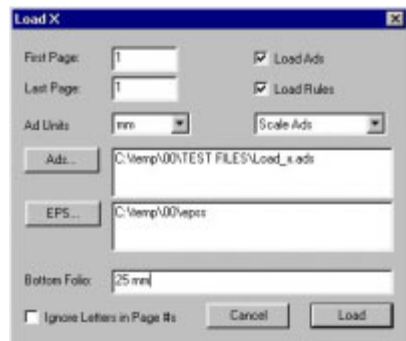 Load X
First Page: 1 Load Ads
Last Page: 1 Load Rules
Ad Units mm Scale Ads
Ads... C:\temp\00\TEST FILES\Load_x.ads
EPS... C:\temp\00\epss
Bottom Folio: 25 mm
Ignore Letters in Page #s Cancel Load